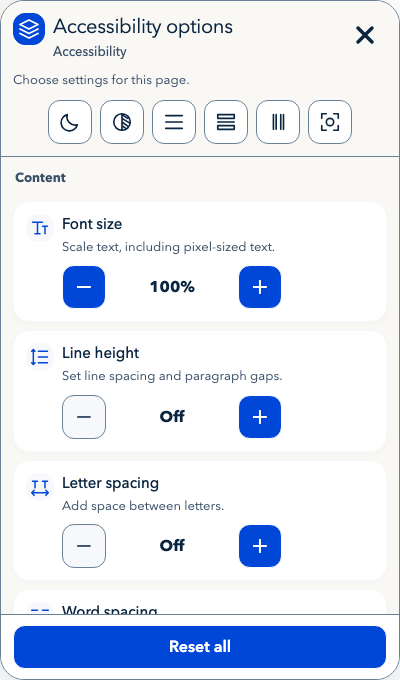 Accessibility options
Accessibility
Choose settings for this page.
Content
Font size
Scale text, including pixel-sized text.
100%
Line height
Set line spacing and paragraph gaps.
Off
Letter spacing
Add space between letters.
Off
Word spacing
Reset all